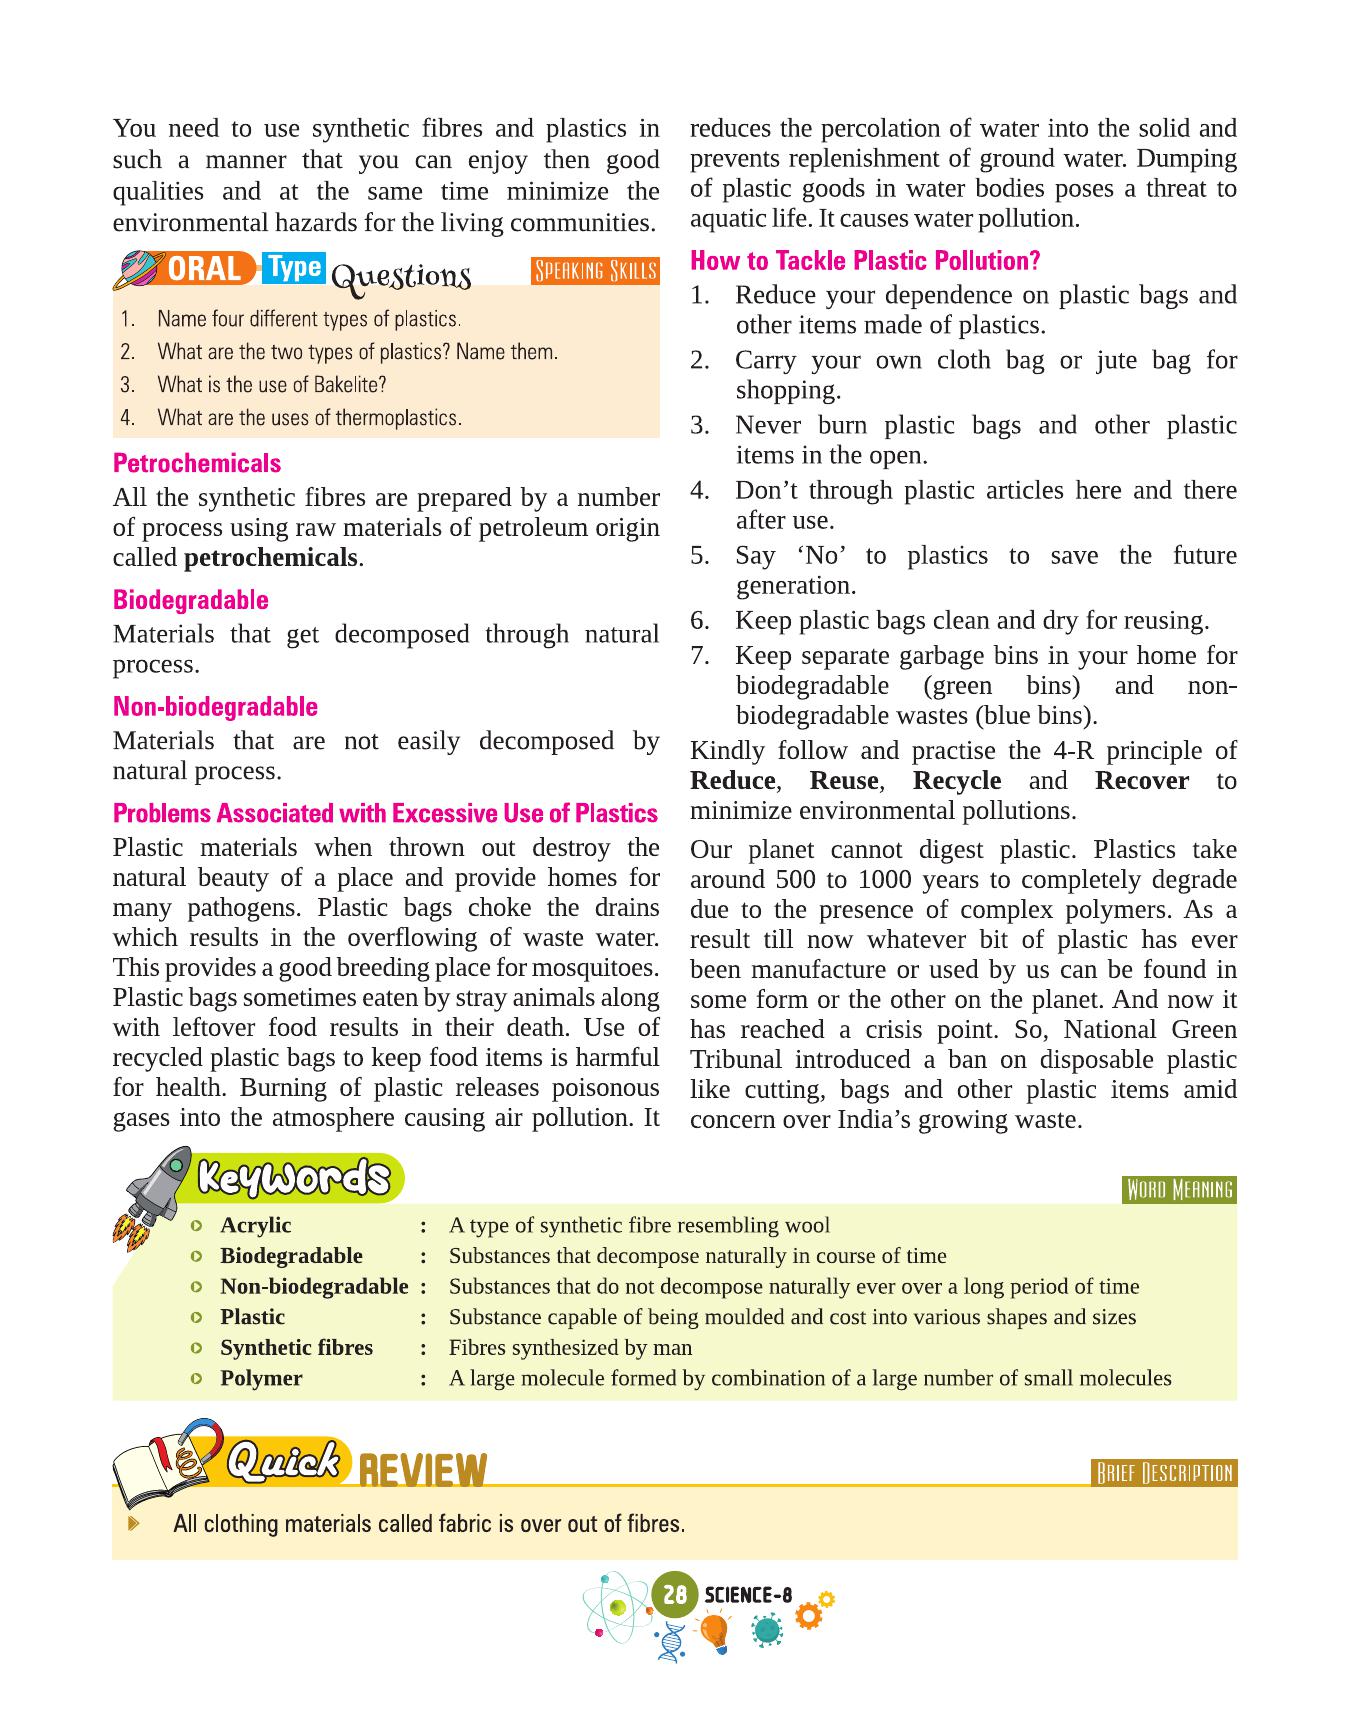 You need to use synthetic fibres and plastics in
such a manner that you can enjoy then good
qualities and at the same time minimize the
environmental hazards for the living communities.
ORAL Type Questions
SPEAKING SKILLS
1. Name four different types of plastics.
2. What are the two types of plastics? Name them.
3. What is the use of Bakelite?
4. What are the uses of thermoplastics.
Petrochemicals
All the synthetic fibres are prepared by a number
of process using raw materials of petroleum origin
called petrochemicals.
Biodegradable
Materials that get decomposed through natural
process.
Non-biodegradable
Materials that are not easily decomposed by
natural process.
Problems Associated with Excessive Use of Plastics
Plastic materials when thrown out destroy the
natural beauty of a place and provide homes for
many pathogens. Plastic bags choke the drains
which results in the overflowing of waste water.
This provides a good breeding place for mosquitoes.
Plastic bags sometimes eaten by stray animals along
with leftover food results in their death. Use of
recycled plastic bags to keep food items is harmful
for health. Burning of plastic releases poisonous
gases into the atmosphere causing air pollution. It
reduces the percolation of water into the solid and
prevents replenishment of ground water. Dumping
of plastic goods in water bodies poses a threat to
aquatic life. It causes water pollution.
How to Tackle Plastic Pollution?
1. Reduce your dependence on plastic bags and
other items made of plastics.
2. Carry your own cloth bag or jute bag for
shopping.
3. Never burn plastic bags and other plastic
items in the open.
4. Don't through plastic articles here and there
after use.
5. Say ‘No’ to plastics to save the future
generation.
6. Keep plastic bags clean and dry for reusing.
7. Keep separate garbage bins in your home for
biodegradable (green bins) and non-
biodegradable wastes (blue bins).
Kindly follow and practise the 4-R principle of
Reduce, Reuse, Recycle and Recover to
minimize environmental pollutions.
Our planet cannot digest plastic. Plastics take
around 500 to 1000 years to completely degrade
due to the presence of complex polymers. As a
result till now whatever bit of plastic has ever
been manufacture or used by us can be found in
some form or the other on the planet. And now it
has reached a crisis point. So, National Green
Tribunal introduced a ban on disposable plastic
like cutting, bags and other plastic items amid
concern over India’s growing waste.
KeyWords
WORD MEANING
Acrylic : A type of synthetic fibre resembling wool
Biodegradable : Substances that decompose naturally in course of time
Non-biodegradable : Substances that do not decompose naturally ever over a long period of time
Plastic : Substance capable of being moulded and cost into various shapes and sizes
Synthetic fibres : Fibres synthesized by man
Polymer : A large molecule formed by combination of a large number of small molecules
Quick REVIEW
BRIEF DESCRIPTION
All clothing materials called fabric is over out of fibres.
28 SCIENCE-8